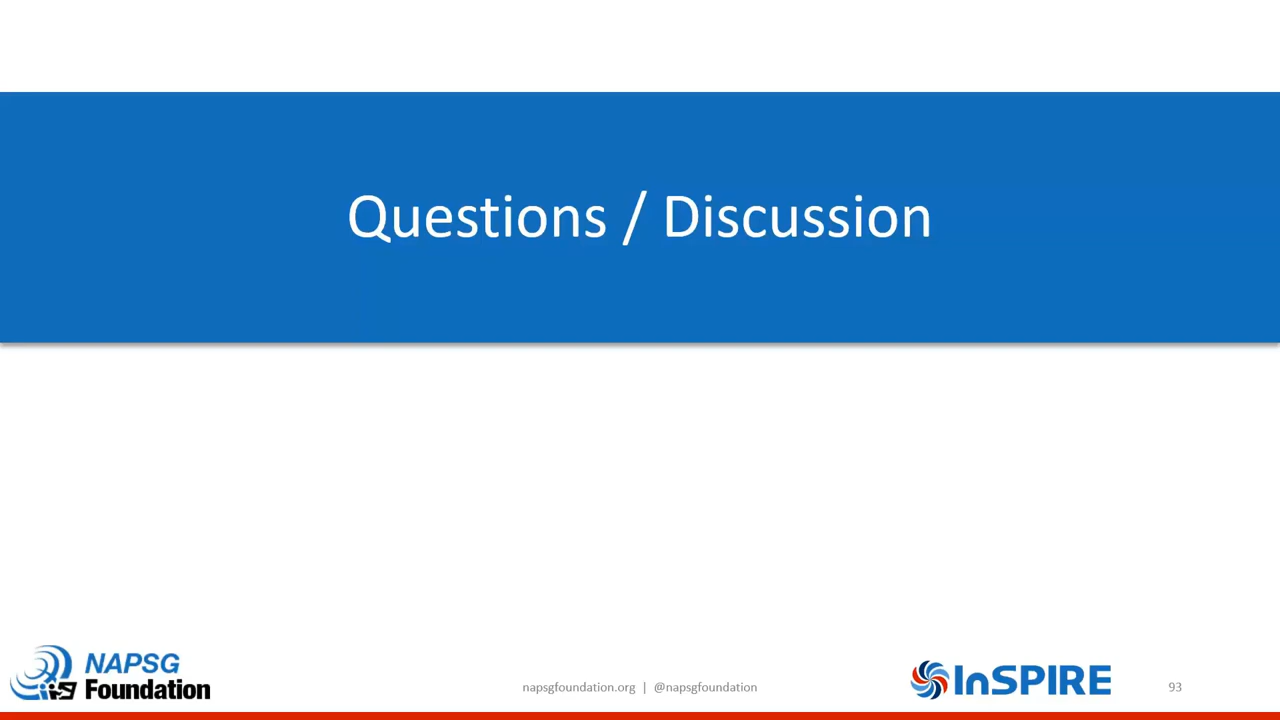 Questions / Discussion
NAPSG
Foundation
napsgfoundation.org | @napsgfoundation
InSPIRE
93